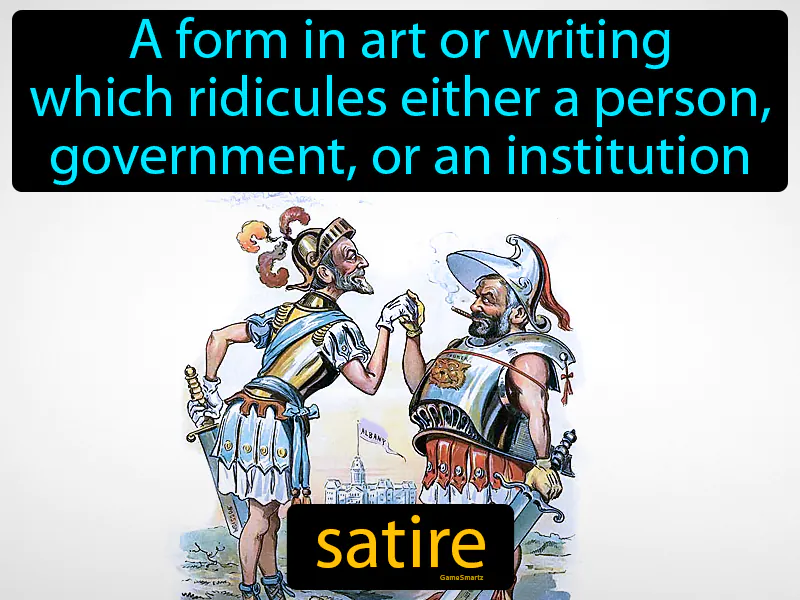 A form in art or writing
which ridicules either a person,
government, or an institution
ALBANY
satire
GameSmartz